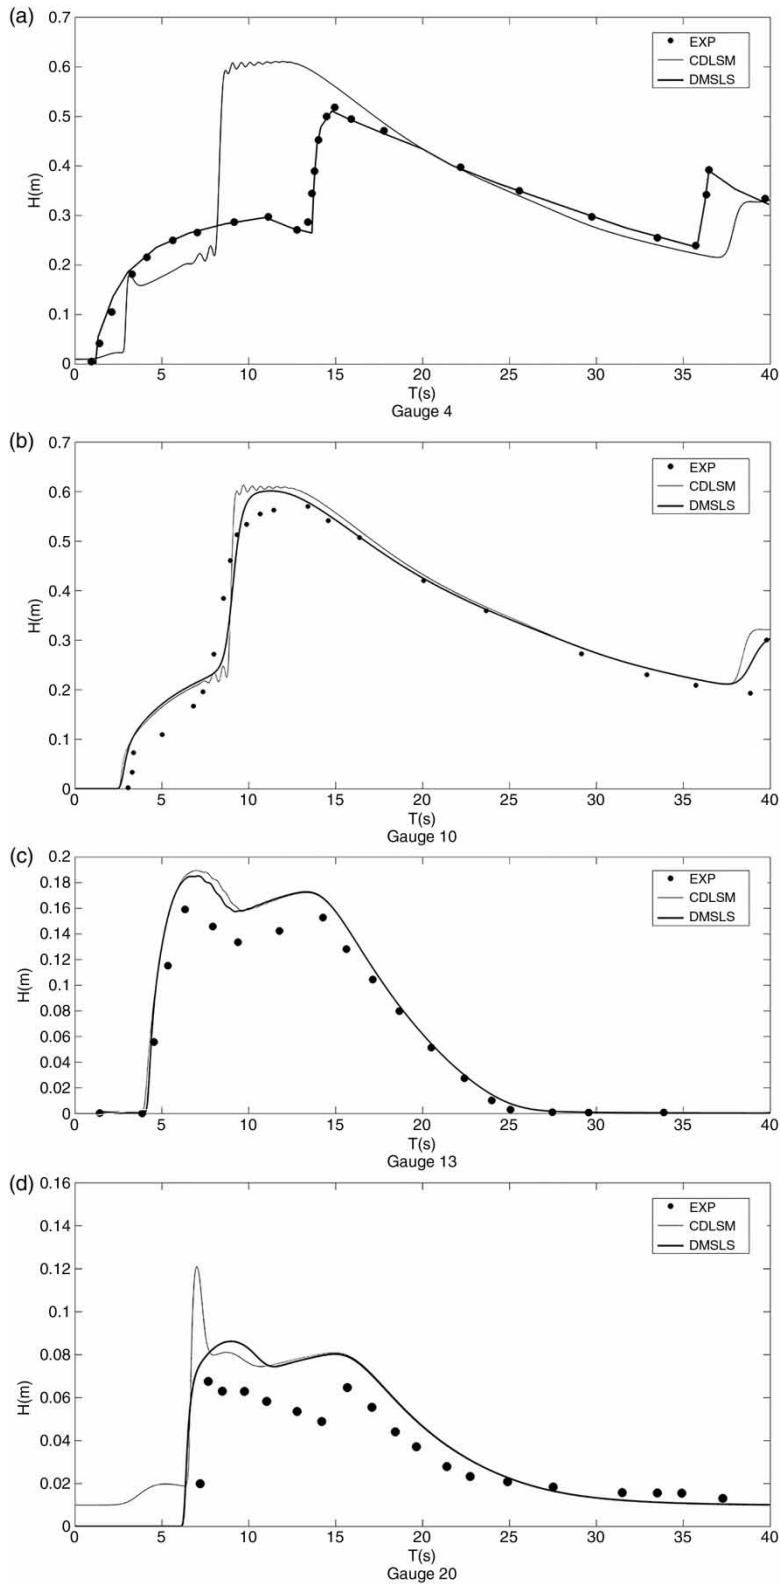 (a)
0.7
0.6
0.5
0.4
0.3
0.2
0.1
0
H(m)
EXP
CDLSM
DMSLS
0 5 10 15 20 25 30 35 40
T(s)
Gauge 4
(b)
0.7
0.6
0.5
0.4
0.3
0.2
0.1
0
H(m)
EXP
CDLSM
DMSLS
0 5 10 15 20 25 30 35 40
T(s)
Gauge 10
(c)
0.2
0.18
0.16
0.14
0.12
0.1
0.08
0.06
0.04
0.02
0
H(m)
EXP
CDLSM
DMSLS
0 5 10 15 20 25 30 35 40
T(s)
Gauge 13
(d)
0.16
0.14
0.12
0.1
0.08
0.06
0.04
0.02
0
H(m)
EXP
CDLSM
DMSLS
0 5 10 15 20 25 30 35 40
T(s)
Gauge 20